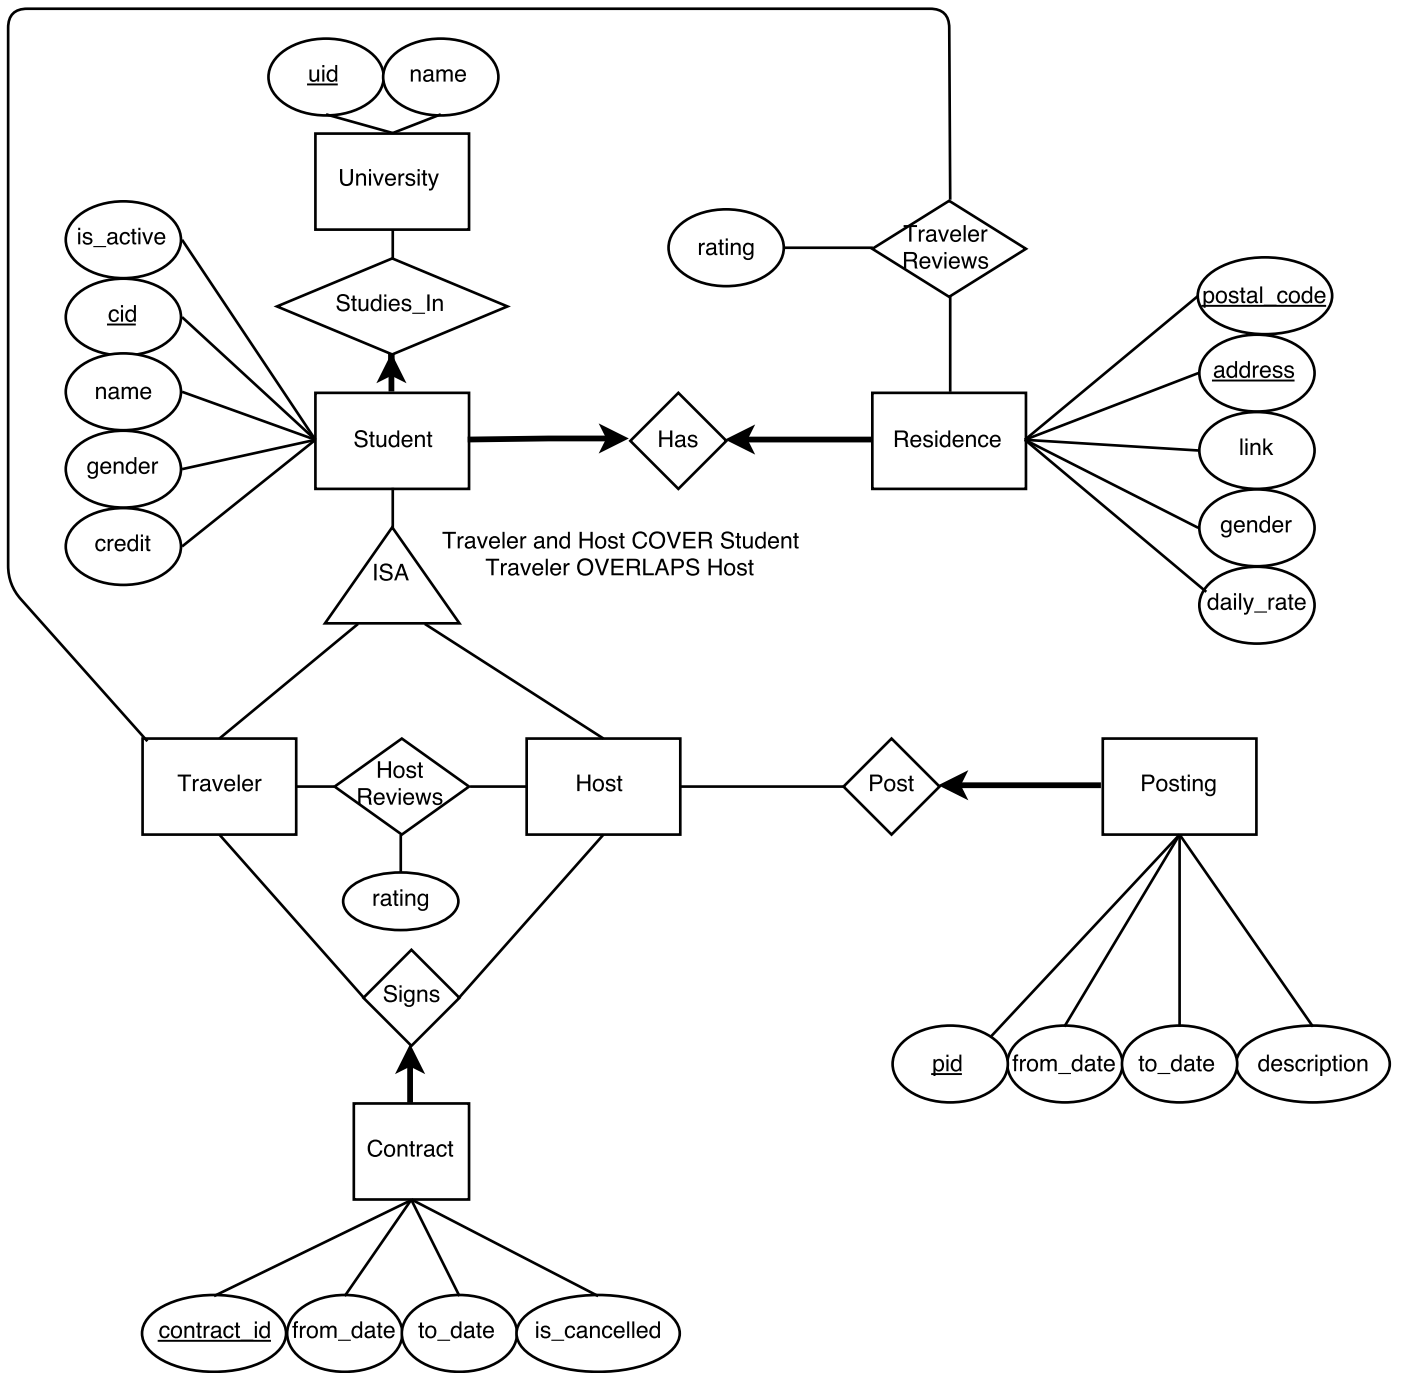 uid
name
University
is_active
Traveler
Reviews
rating
cid
Studies_In
postal_code
address
name
Student
Has
Residence
link
gender
gender
credit
Traveler and Host COVER Student
Traveler OVERLAPS Host
ISA
daily_rate
Traveler
Host
Reviews
Host
Post
Posting
rating
Signs
pid
from_date
to_date
description
Contract
contract_id
from_date
to_date
is_cancelled